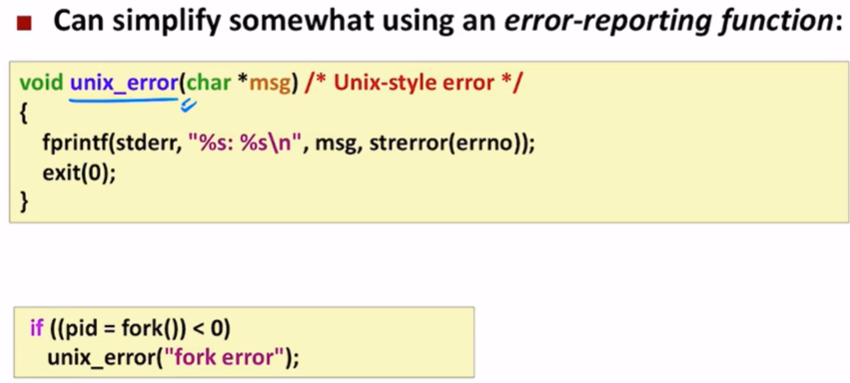 Can simplify somewhat using an error-reporting function:
void unix_error(char *msg) /* Unix-style error */
{
fprintf(stderr, "%s: %s\n", msg, strerror(errno));
exit(0);
}
if ((pid = fork()) < 0)
unix_error("fork error");